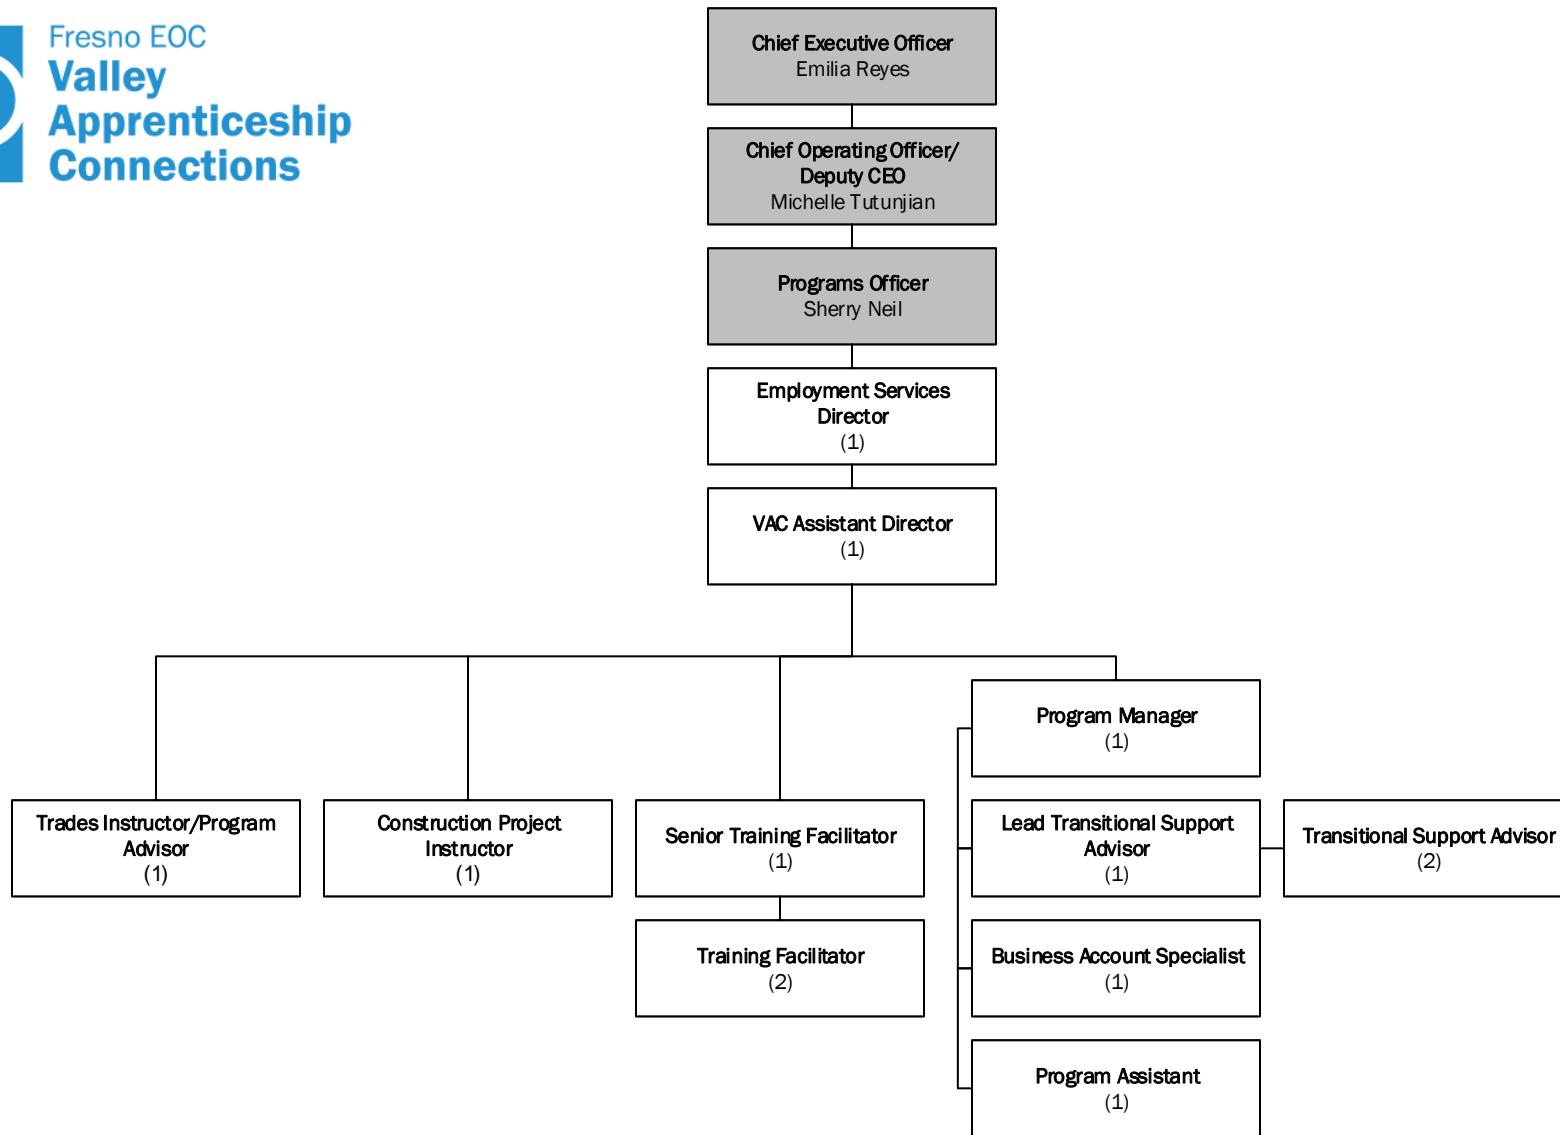 Fresno EOC
Valley
Apprenticeship
Connections
Chief Executive Officer
Emilia Reyes
Chief Operating Officer/
Deputy CEO
Michelle Tutunjian
Programs Officer
Sherry Neil
Employment Services
Director
(1)
VAC Assistant Director
(1)
Trades Instructor/Program
Advisor
(1)
Construction Project
Instructor
(1)
Senior Training Facilitator
(1)
Training Facilitator
(2)
Program Manager
(1)
Lead Transitional Support
Advisor
(1)
Transitional Support Advisor
(2)
Business Account Specialist
(1)
Program Assistant
(1)